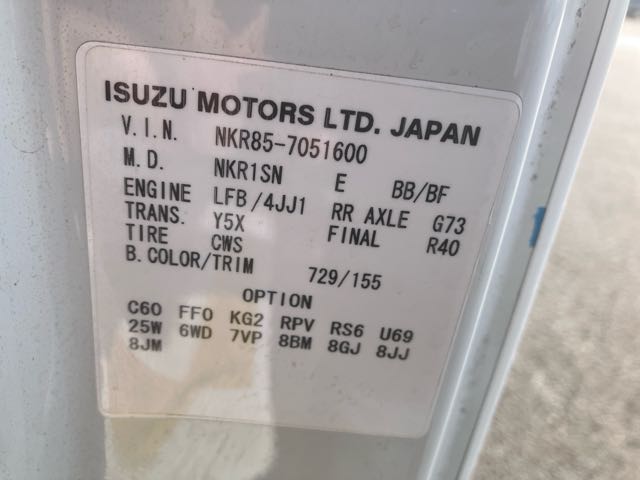 ISUZU MOTORS LTD. JAPAN
V.I.N. NKR85-7051600
M.D. NKR1SN E BB/BF
ENGINE LFB/4JJ1 RR AXLE G73
TRANS. Y5X FINAL R40
TIRE CWS
B.COLOR/TRIM 729/155
OPTION
C60 FF0 KG2 RPV RS6 U69
25W 6WD 7VP 8BM 8GJ 8JJ
8JM